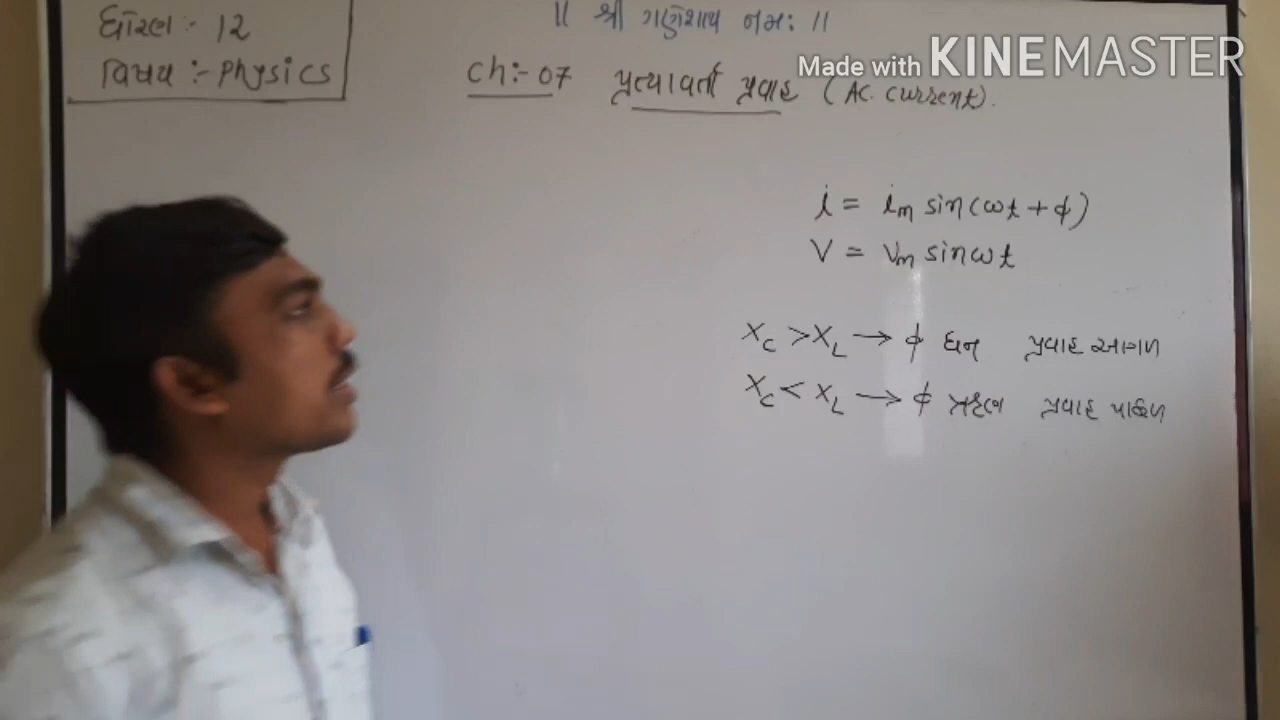 ધોરણ :- 12
વિષય :- Physics
॥ શ્રી ગણેશાય નમઃ ॥
Made with KINEMASTER
Ch:- 07 પ્રત્યાવર્તી પ્રવાહ (AC. current).
i = im sin(ωt + ϕ)
V = Vm sinωt
XC > XL → ϕ ધન પ્રવાહ આગળ
XC < XL → ϕ ઋણ પ્રવાહ પાછળ